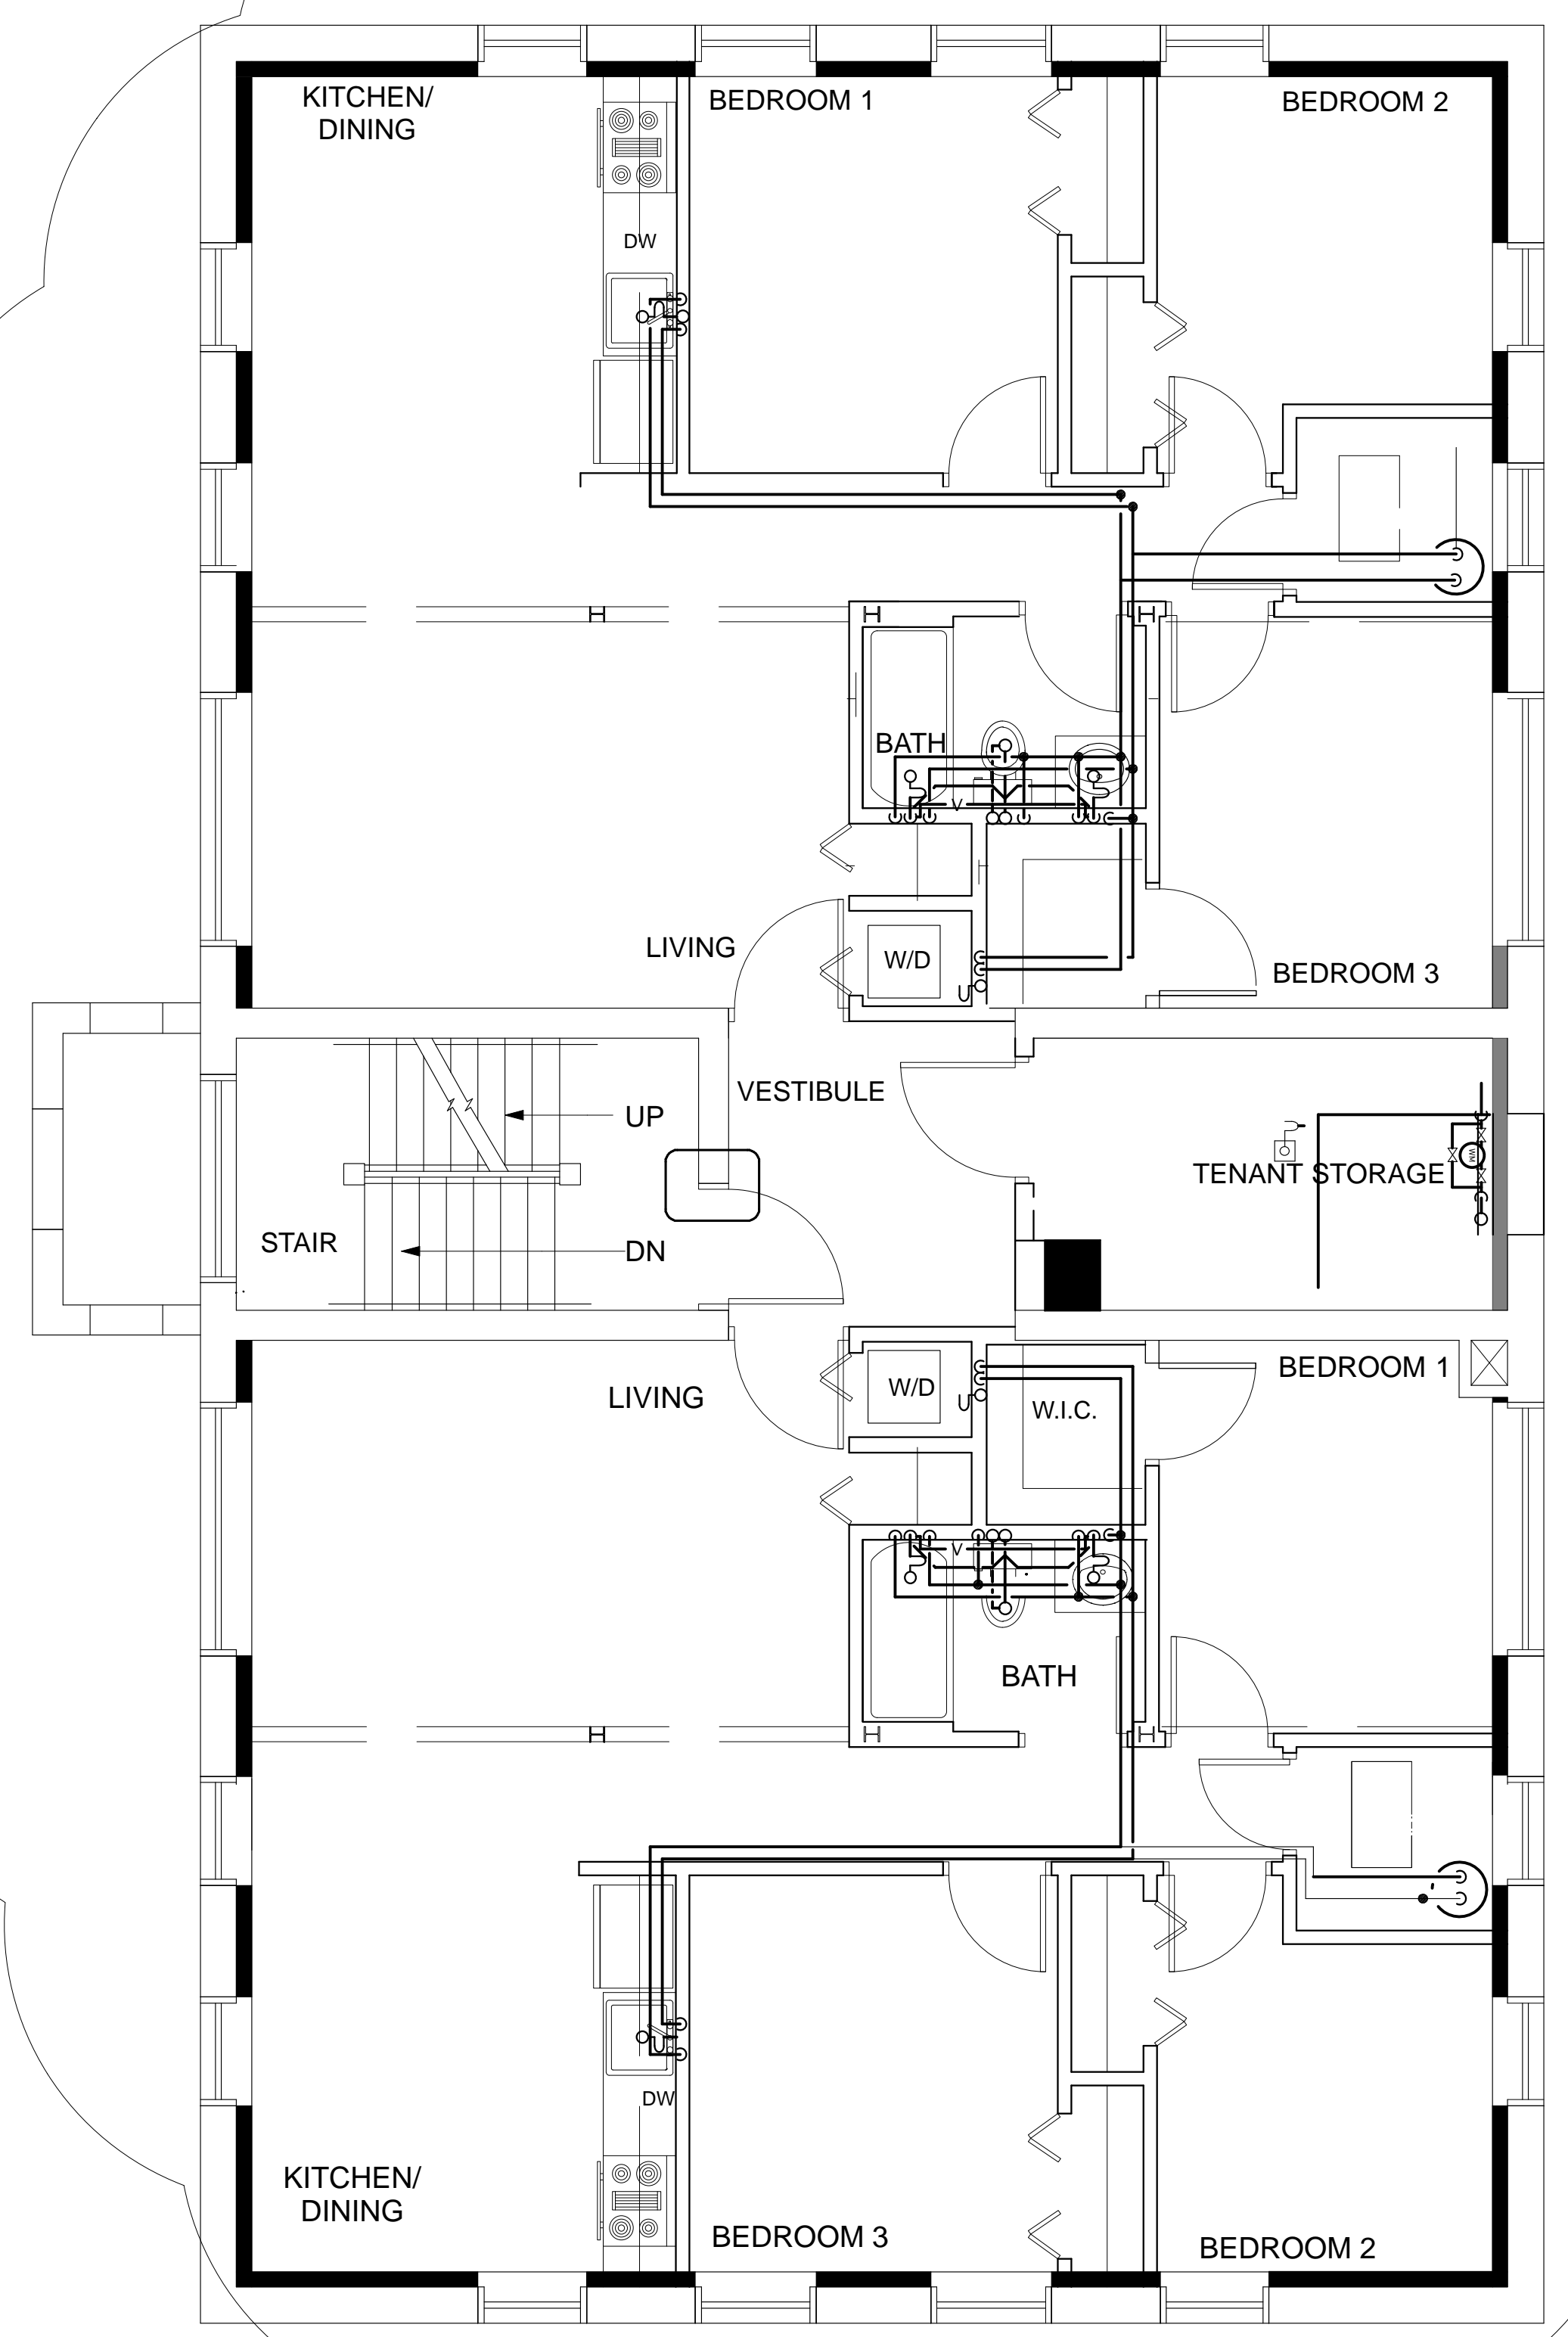 KITCHEN/
DINING
BEDROOM 1
BEDROOM 2
DW
H
H
H
BATH
V
LIVING
W/D
BEDROOM 3
VESTIBULE
UP
WM
TENANT STORAGE
STAIR
DN
BEDROOM 1
LIVING
W/D
W.I.C.
V
BATH
H
H
H
DW
KITCHEN/
DINING
BEDROOM 3
BEDROOM 2